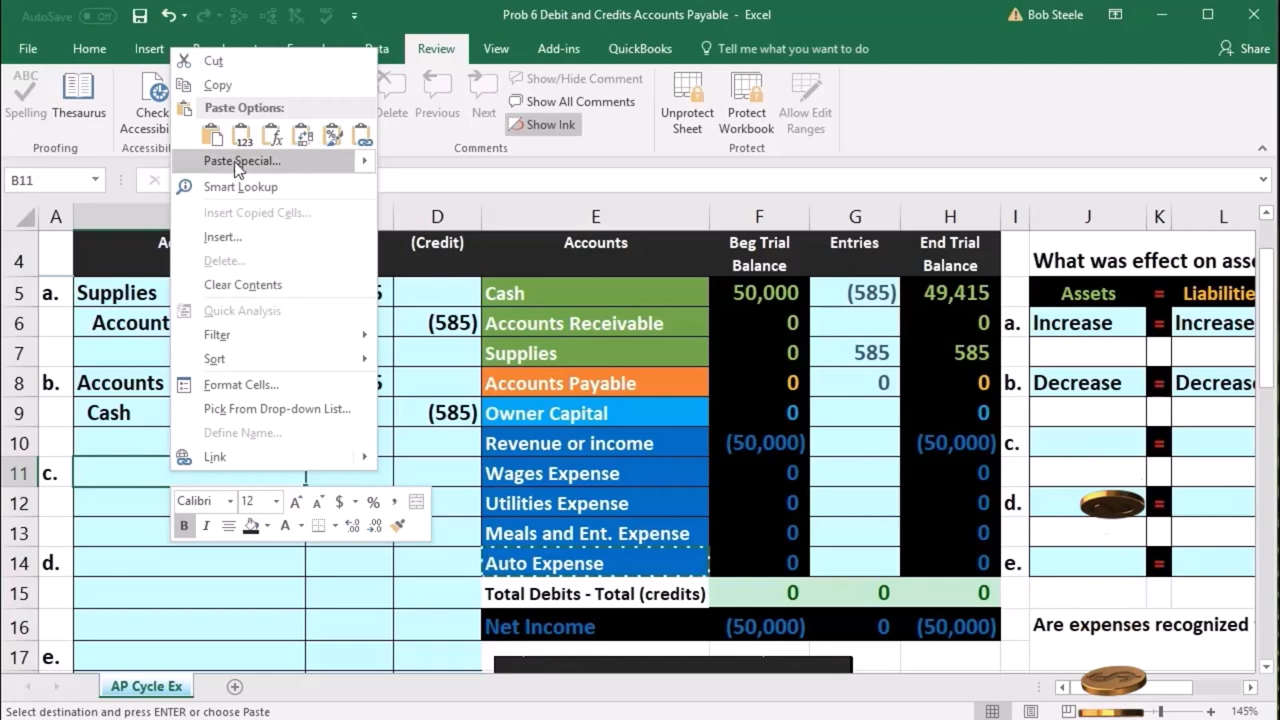 AutoSave Off Prob 6 Debit and Credits Accounts Payable - Excel Bob Steele
File Home Insert Data Review View Add-ins QuickBooks Tell me what you want to do Share
ABC
Spelling Thesaurus
Proofing
Check
Accessibi
Accessibil
Delete Previous Next
Show/Hide Comment
Show All Comments
Show Ink
Comments
Unprotect
Sheet
Protect
Workbook
Allow Edit
Ranges
Protect
Cut
Copy
Paste Options:
123
Paste Special...
Smart Lookup
Insert Copied Cells...
Insert...
Delete...
Clear Contents
Quick Analysis
Filter
Sort
Format Cells...
Pick From Drop-down List...
Define Name...
Link
Calibri 12 A A $ % ,
B I A
B11
A D E F G H I J K L
4 (Credit) Accounts Beg Trial Balance Entries End Trial Balance What was effect on asse
5 a. Supplies Cash 50,000 (585) 49,415 Assets = Liabilitie
6 Account (585) Accounts Receivable 0 0 a. Increase = Increase
7 Supplies 0 585 585
8 b. Accounts Accounts Payable 0 0 0 b. Decrease = Decreas
9 Cash (585) Owner Capital 0 0
10 Revenue or income (50,000) (50,000) c. =
11 c. Wages Expense 0 0
12 Utilities Expense 0 0 d. =
13 Meals and Ent. Expense 0 0
14 d. Auto Expense 0 0 e. =
15 Total Debits - Total (credits) 0 0 0
16 Net Income (50,000) 0 (50,000) Are expenses recognized
17 e.
AP Cycle Ex
Select destination and press ENTER or choose Paste 145%